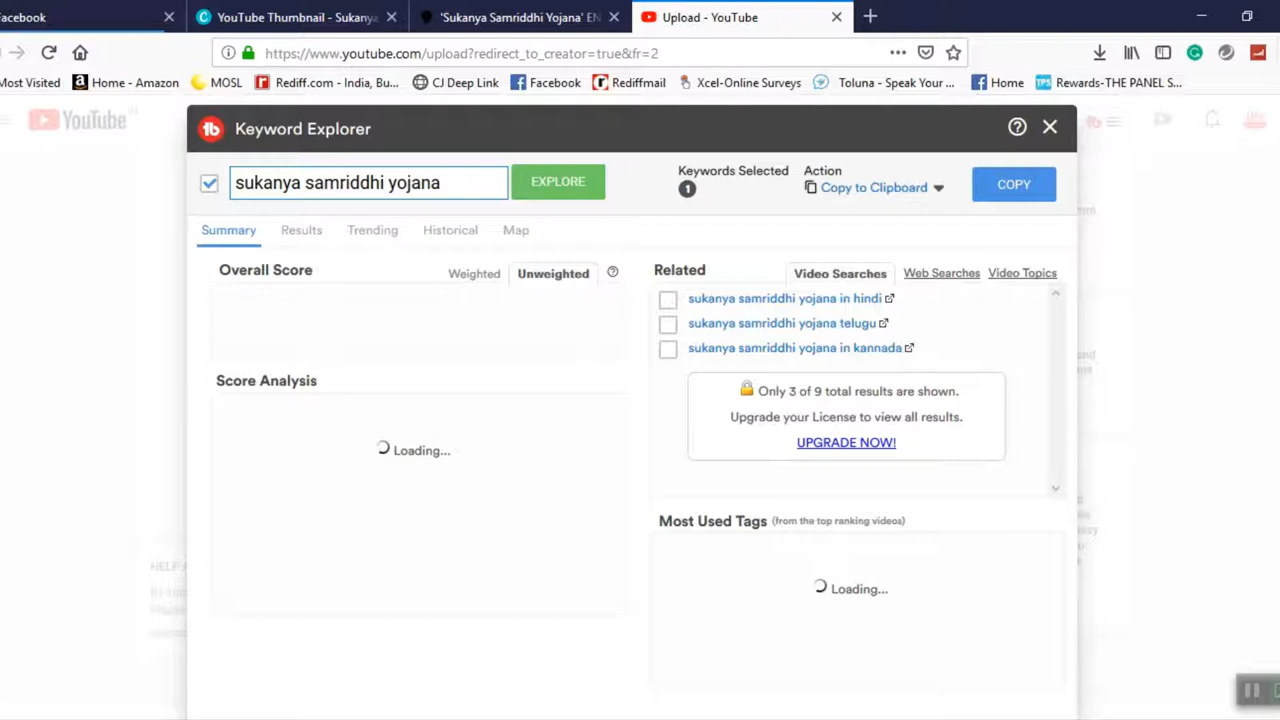 acebook
YouTube Thumbnail - Sukany
'Sukanya Samriddhi Yojana' EN
Upload - YouTube
https://www.youtube.com/upload?redirect_to_creator=true&fr=2
Most Visited
Home - Amazon
MOSL
Rediff.com - India, Bu...
CJ Deep Link
Facebook
Rediffmail
Xcel-Online Surveys
Toluna - Speak Your ...
Home
Rewards-THE PANEL S...
YouTube
Keyword Explorer
sukanya samriddhi yojana
EXPLORE
Keywords Selected
1
Action
Copy to Clipboard
COPY
Summary
Results
Trending
Historical
Map
Overall Score
Weighted
Unweighted
Related
Video Searches
Web Searches
Video Topics
sukanya samriddhi yojana in hindi
sukanya samriddhi yojana telugu
sukanya samriddhi yojana in kannada
Only 3 of 9 total results are shown.
Upgrade your License to view all results.
UPGRADE NOW!
Score Analysis
Loading...
Most Used Tags (from the top ranking videos)
Loading...